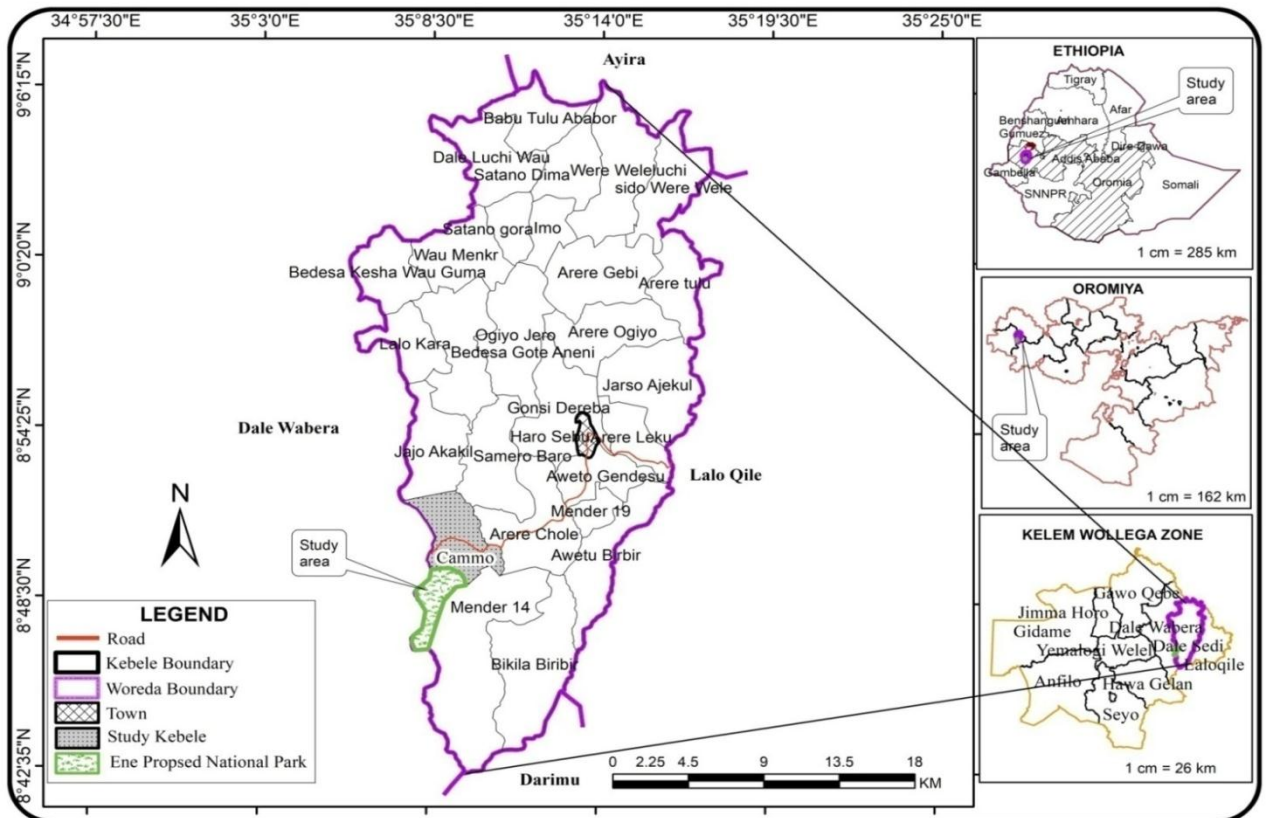 34°57'30"E 35°3'0"E 35°8'30"E 35°14'0"E 35°19'30"E 35°25'0"E
9°6'15"N
9°0'20"N
8°54'25"N
8°48'30"N
8°42'35"N
Ayira
Babu Tulu Ababor
Dale Luchi Wau
Satano Dima
Were Weleluchi
sido Were Wele
Satano gora
Imo
Wau Menkr
Bedesa Kesha Wau Guma
Arere Gebi
Arere tulu
Ogiyo Jero
Arere Ogiyo
Lalo Kara
Bedesa Gote Aneni
Jarso Ajekul
Gonsi Dereba
Dale Wabera
Haro Sebu
Arere Leku
Jajo Akakil
Samero Baro
Aweto Gendesu
Lalo Qile
Mender 19
Arere Chole
Awetu Birbir
Cammo
Study
area
Mender 14
Bikila Biribir
Darimu
N
LEGEND
Road
Kebele Boundary
Woreda Boundary
Town
Study Kebele
Ene Propsed National Park
0 2.25 4.5 9 13.5 18
KM
ETHIOPIA
Tigray
Study
area
Afar
Benshangul
Amhara
Gumuez
Dire Dawa
Addis Ababa
Gambella
Oromia
Somali
SNNPR
1 cm = 285 km
OROMIYA
Study
area
1 cm = 162 km
KELEM WOLLEGA ZONE
Gawo Qebe
Jimma Horo
Gidame
Dale Wabera
Yemalogi Welel
Dale Sedi
Laloqile
Anfilo
Hawa Gelan
Seyo
1 cm = 26 km